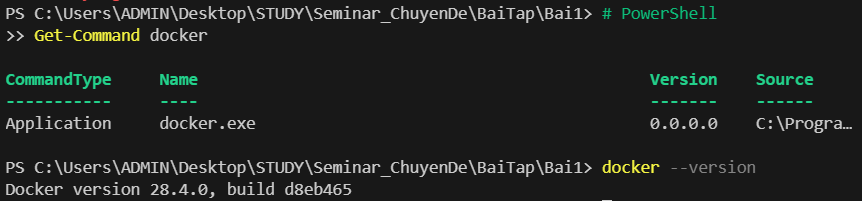 PS C:\Users\ADMIN\Desktop\STUDY\Seminar_ChuyenDe\BaiTap\Bai1> # PowerShell
>> Get-Command docker
CommandType     Name                                               Version    Source
-----------     ----                                               -------    ------
Application     docker.exe                                         0.0.0.0    C:\Progra…
PS C:\Users\ADMIN\Desktop\STUDY\Seminar_ChuyenDe\BaiTap\Bai1> docker --version
Docker version 28.4.0, build d8eb465